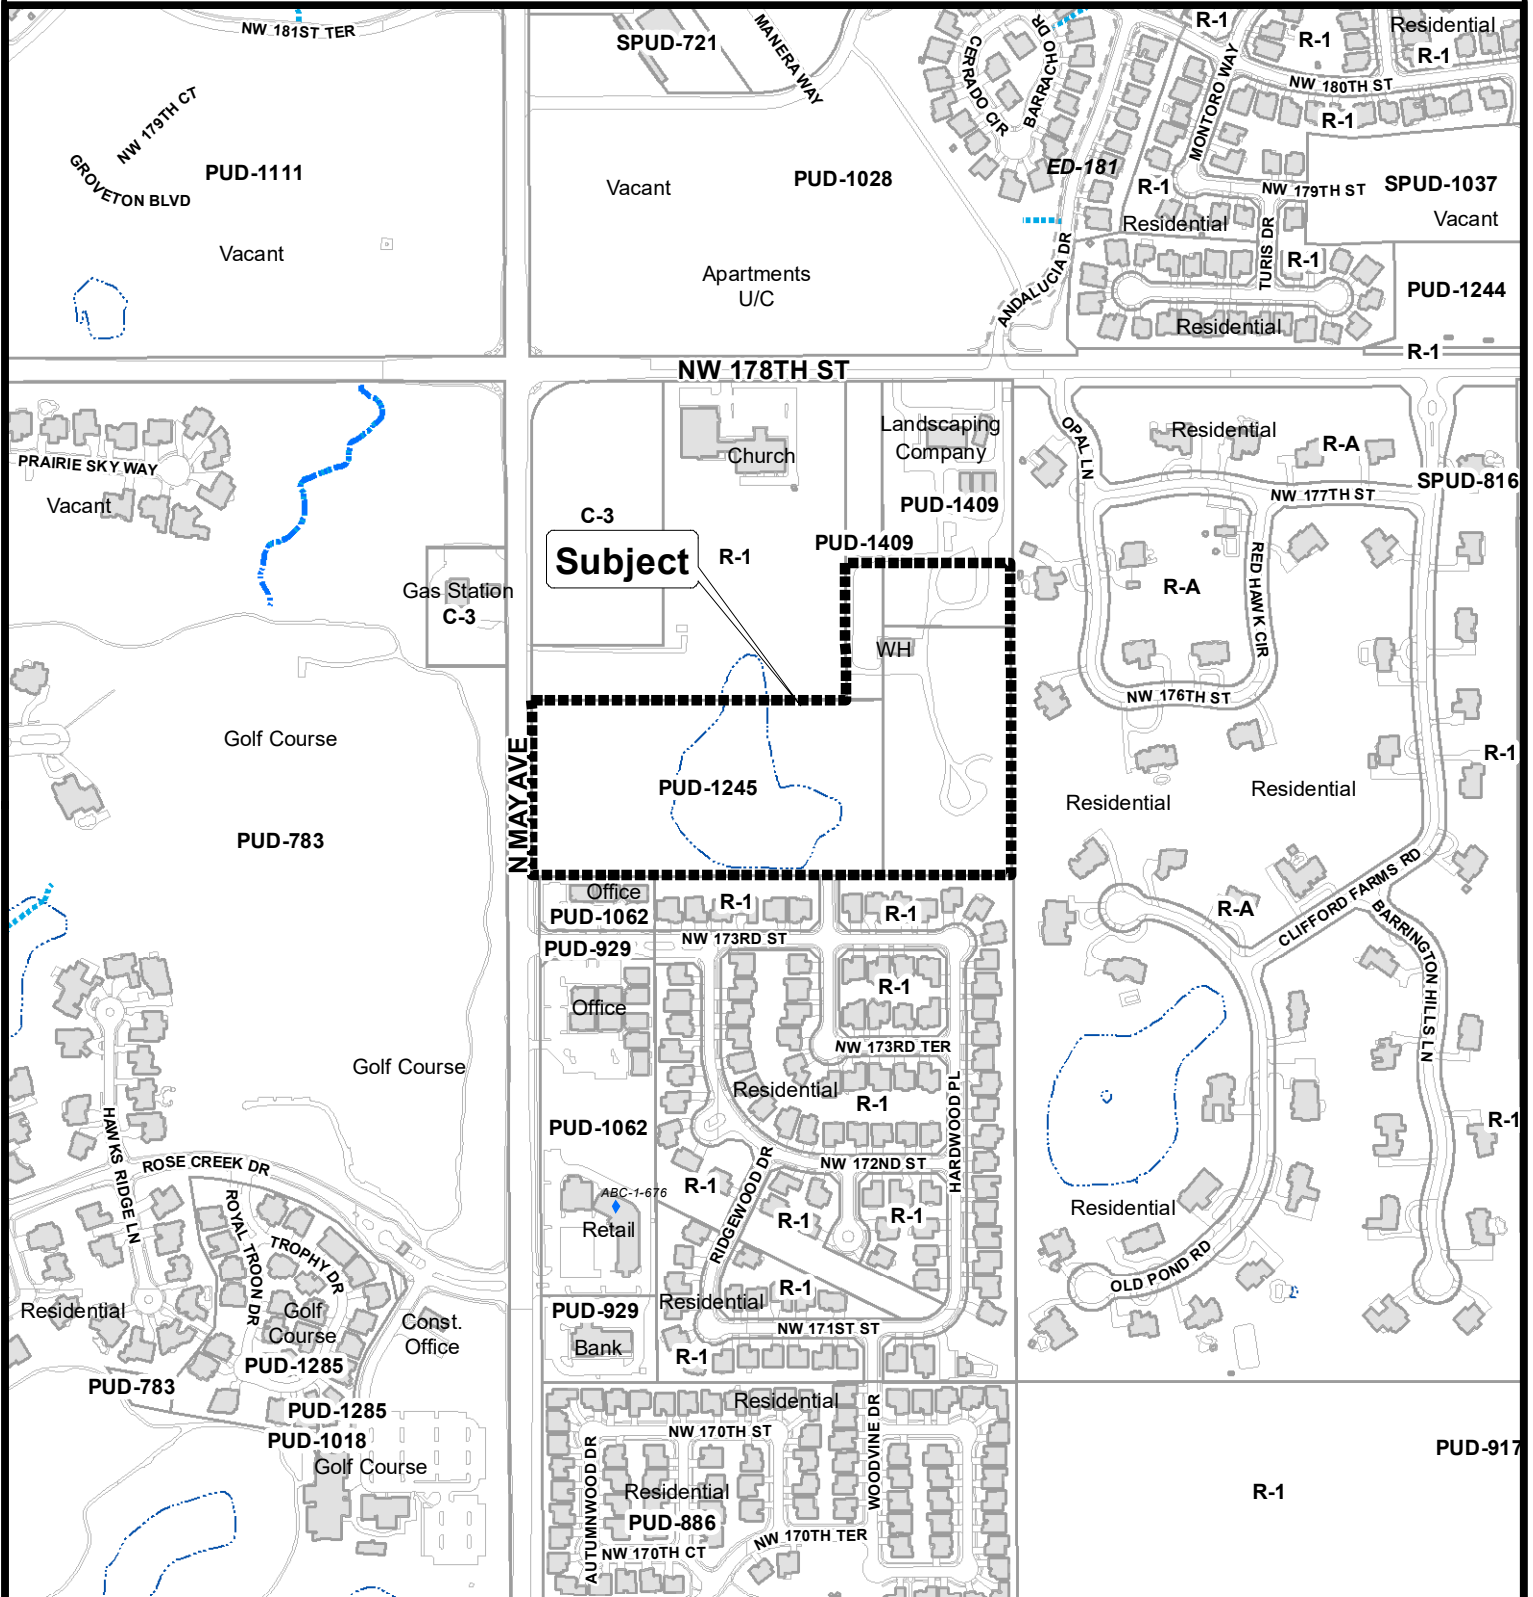 NW 181ST TER
SPUD-721
MANERA WAY
CERRADO CIR
BARRACHO DR
R-1
R-1
Residential
R-1
MONTORO WAY
NW 180TH ST
R-1
NW 179TH CT
GROVETON BLVD
PUD-1111
Vacant
Vacant
PUD-1028
ED-181
R-1
NW 179TH ST
SPUD-1037
Vacant
Residential
TURIS DR
R-1
Apartments
U/C
ANDALUCIA DR
PUD-1244
Residential
R-1
NW 178TH ST
PRAIRIE SKY WAY
Vacant
Church
Landscaping
Company
OPAL LN
Residential
R-A
SPUD-816
NW 177TH ST
C-3
PUD-1409
PUD-1409
Subject
R-1
RED HAWK CIR
R-A
Gas Station
C-3
WH
NW 176TH ST
Golf Course
N MAY AVE
PUD-1245
R-1
Residential
Residential
PUD-783
CLIFFORD FARMS RD
BARRINGTON HILLS LN
R-A
Office
PUD-1062
R-1
R-1
NW 173RD ST
PUD-929
Office
R-1
NW 173RD TER
Golf Course
Residential
R-1
HARDWOOD PL
HAWKS RIDGE LN
PUD-1062
R-1
ROSE CREEK DR
NW 172ND ST
RIDGEWOOD DR
R-1
ABC-1-676
Retail
R-1
R-1
Residential
ROYAL TROON DR
TROPHY DR
OLD POND RD
Residential
Golf
Course
Const.
Office
PUD-929
Bank
Residential
R-1
NW 171ST ST
R-1
PUD-1285
PUD-783
PUD-1285
PUD-1018
Golf Course
Residential
NW 170TH ST
WOODVINE DR
AUTUMNWOOD DR
Residential
PUD-886
NW 170TH TER
NW 170TH CT
PUD-917
R-1